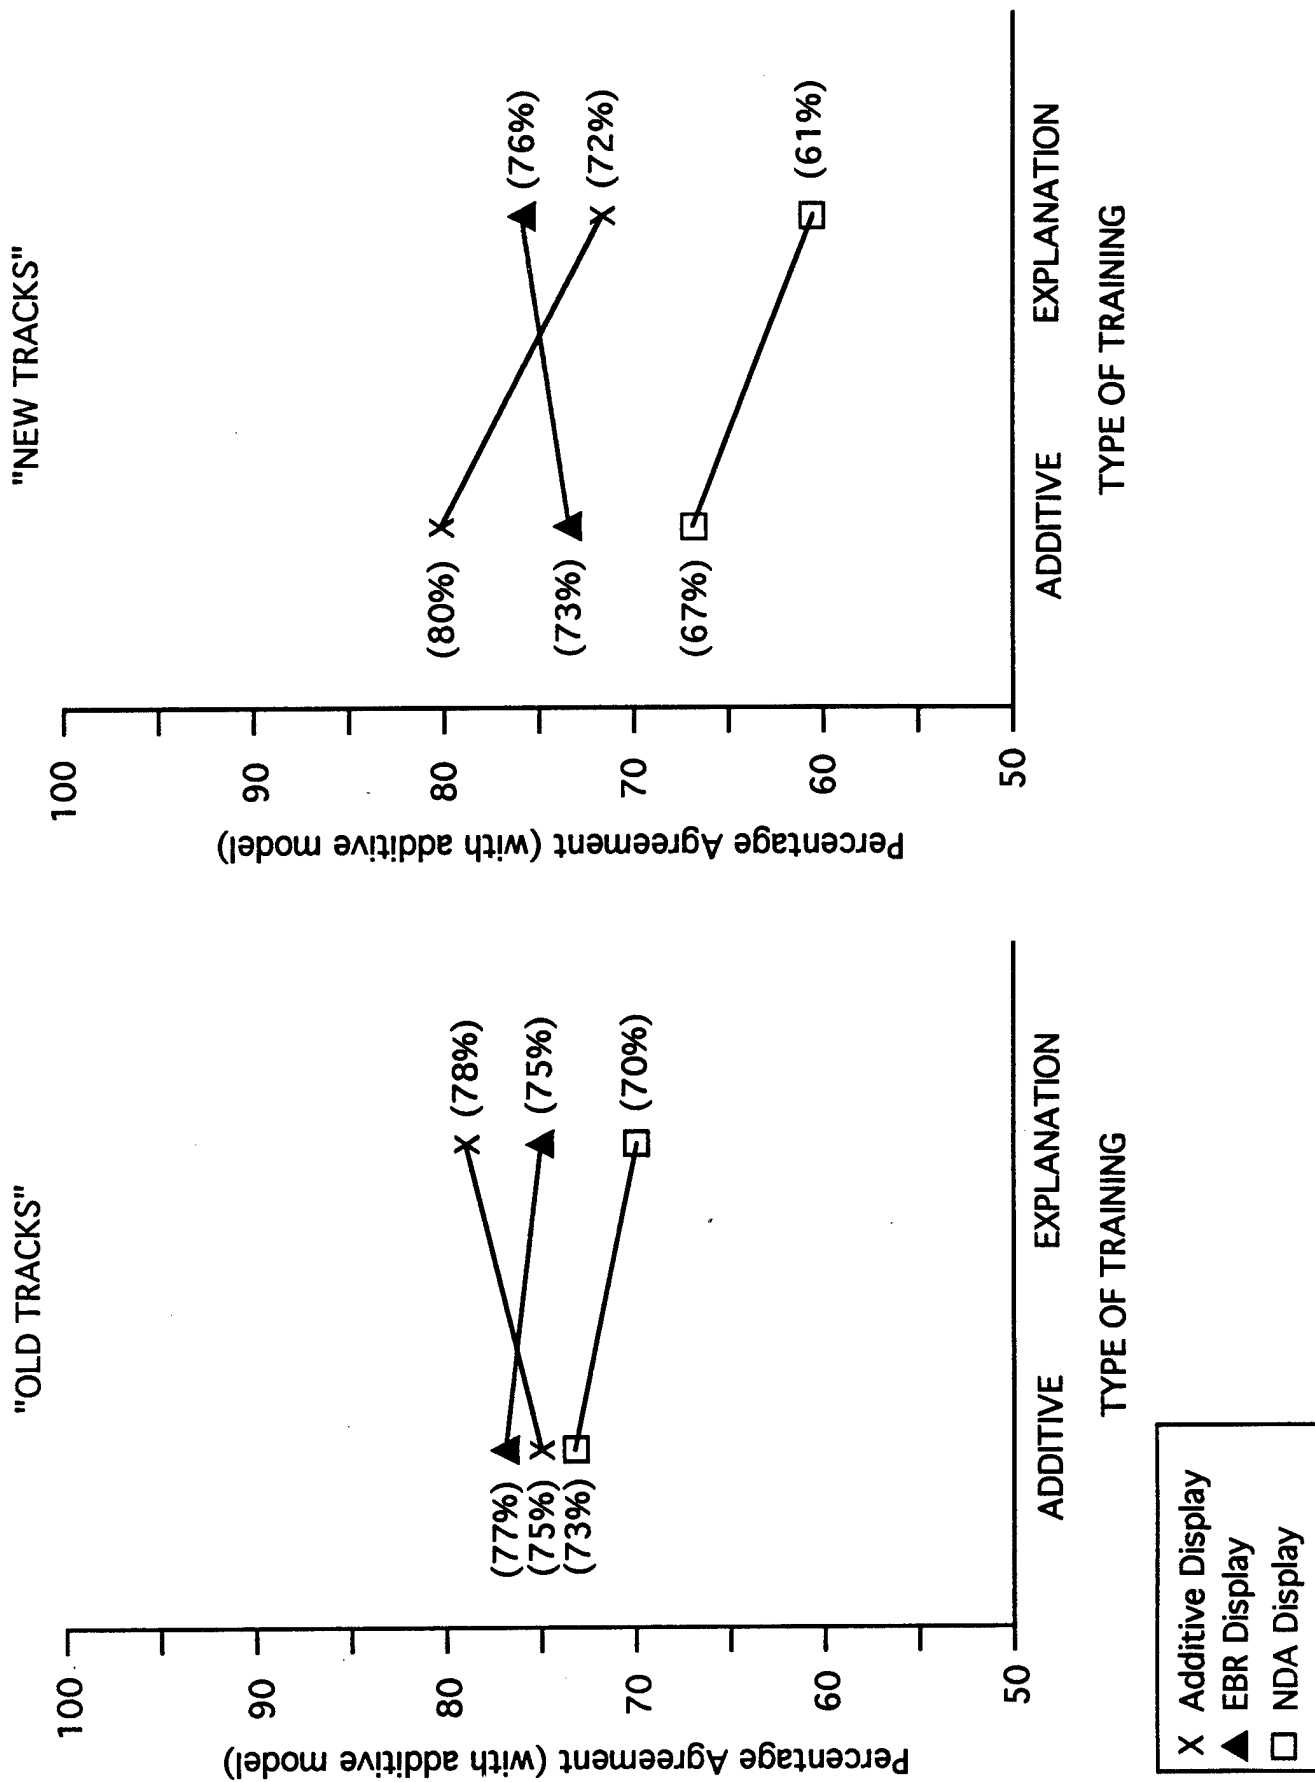 "OLD TRACKS"
Percentage Agreement (with additive model)
100
90
80
70
60
50
(77%)
(75%)
(73%)
(78%)
(75%)
(70%)
ADDITIVE
EXPLANATION
TYPE OF TRAINING
"NEW TRACKS"
Percentage Agreement (with additive model)
100
90
80
70
60
50
(80%)
(73%)
(67%)
(76%)
(72%)
(61%)
ADDITIVE
EXPLANATION
TYPE OF TRAINING
X Additive Display
EBR Display
NDA Display